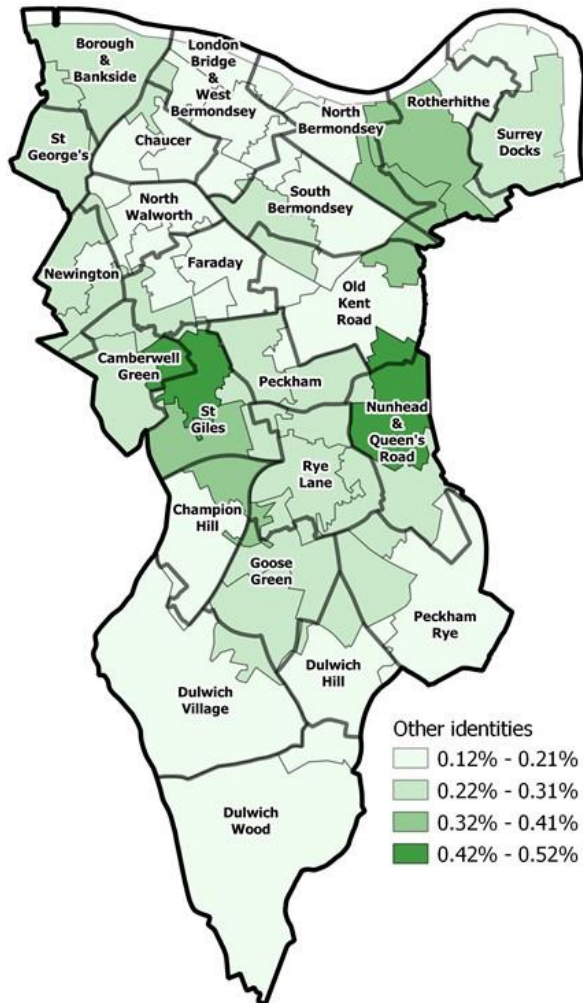 Borough
&
Bankside
London
Bridge
&
West
Bermondsey
Rotherhithe
North
Bermondsey
Surrey
Docks
St
George's
Chaucer
South
Bermondsey
North
Walworth
Newington
Faraday
Old
Kent
Road
Camberwell
Green
Peckham
St
Giles
Nunhead
&
Queen's
Road
Rye
Lane
Champion
Hill
Goose
Green
Peckham
Rye
Dulwich
Village
Dulwich
Hill
Dulwich
Wood
Other identities
0.12% - 0.21%
0.22% - 0.31%
0.32% - 0.41%
0.42% - 0.52%